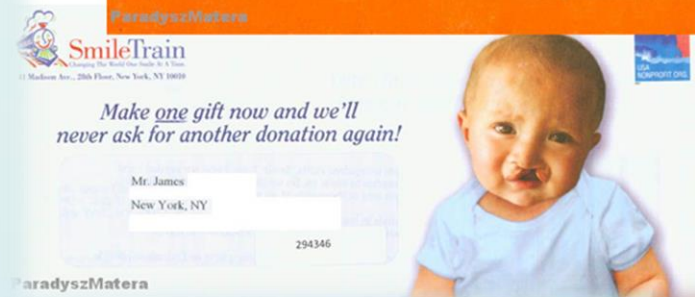 ParadyszMatera
SmileTrain
Changing The World One Smile At A Time
11 Madison Ave., 28th Floor, New York, NY 10010
USA
NONPROFIT ORG.
Make one gift now and we'll
never ask for another donation again!
Mr. James
New York, NY
294346
ParadyszMatera